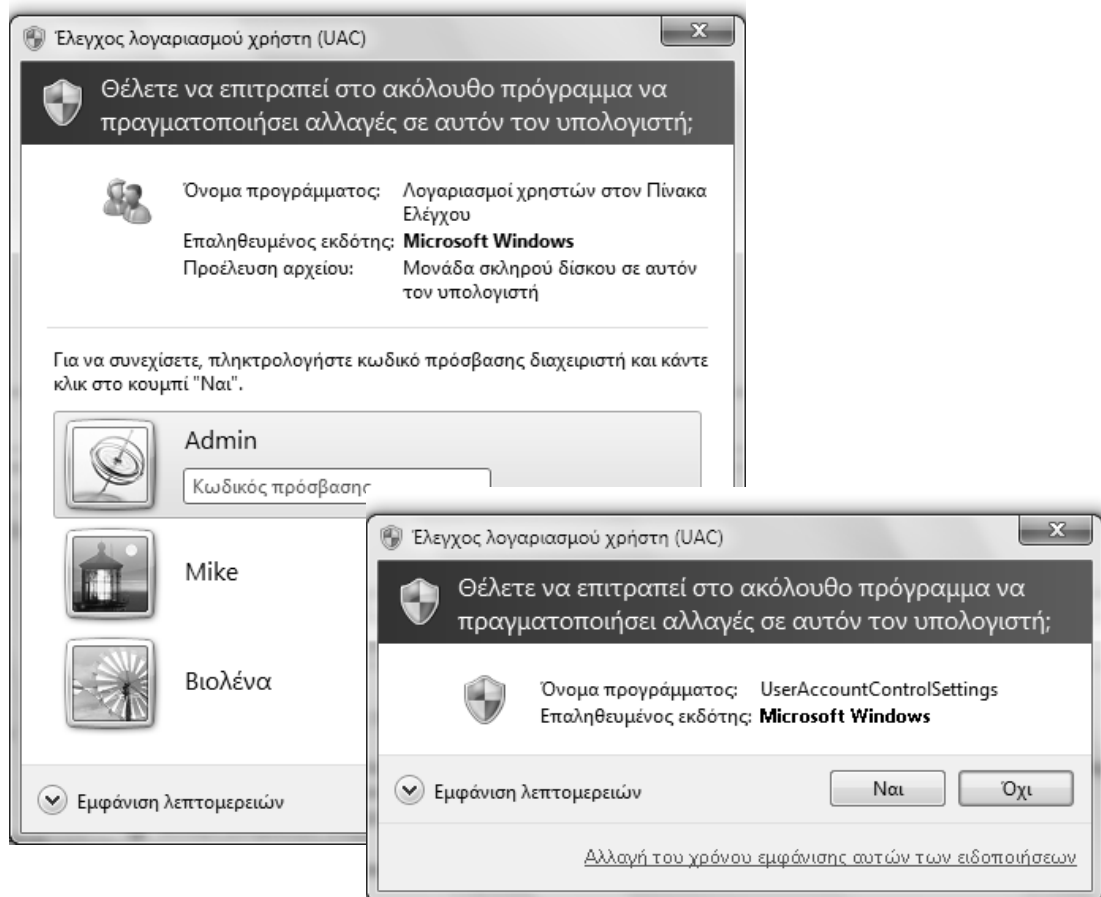 Έλεγχος λογαριασμού χρήστη (UAC)
Θέλετε να επιτραπεί στο ακόλουθο πρόγραμμα να
πραγματοποιήσει αλλαγές σε αυτόν τον υπολογιστή;
Όνομα προγράμματος: Λογαριασμοί χρηστών στον Πίνακα
Ελέγχου
Επαληθευμένος εκδότης: Microsoft Windows
Προέλευση αρχείου: Μονάδα σκληρού δίσκου σε αυτόν
τον υπολογιστή
Για να συνεχίσετε, πληκτρολογήστε κωδικό πρόσβασης διαχειριστή και κάντε
κλικ στο κουμπί "Ναι".
Admin
Κωδικός πρόσβασης
Mike
Βιολένα
Εμφάνιση λεπτομερειών
Έλεγχος λογαριασμού χρήστη (UAC)
Θέλετε να επιτραπεί στο ακόλουθο πρόγραμμα να
πραγματοποιήσει αλλαγές σε αυτόν τον υπολογιστή;
Όνομα προγράμματος: UserAccountControlSettings
Επαληθευμένος εκδότης: Microsoft Windows
Εμφάνιση λεπτομερειών Ναι Όχι
Αλλαγή του χρόνου εμφάνισης αυτών των ειδοποιήσεων